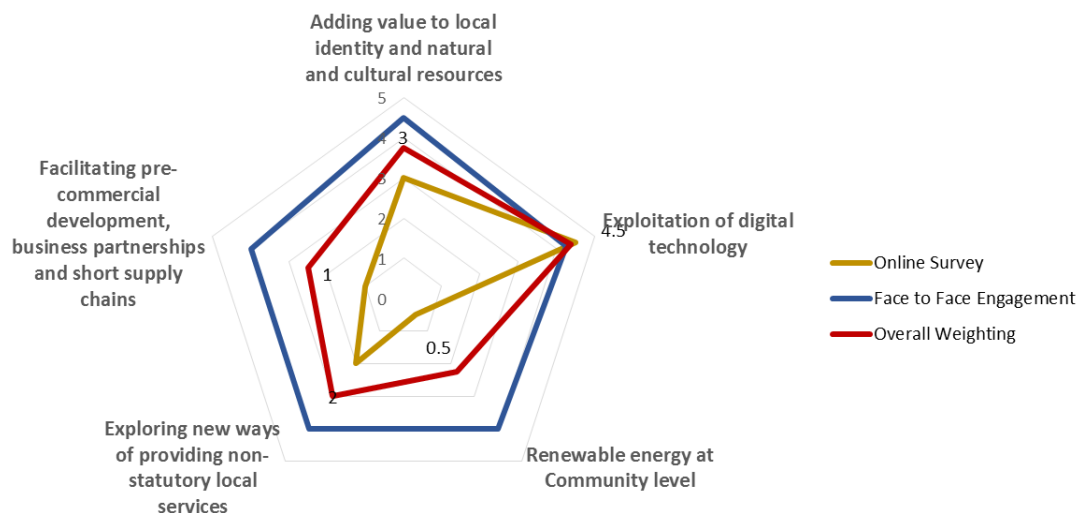 Adding value to local
identity and natural
and cultural resources
5
4
3
3
2
1
0
Exploitation of digital
technology
4.5
Renewable energy at
Community level
0.5
Exploring new ways
of providing non-
statutory local
services
2
Facilitating pre-
commercial
development,
business partnerships
and short supply
chains
1
Online Survey
Face to Face Engagement
Overall Weighting